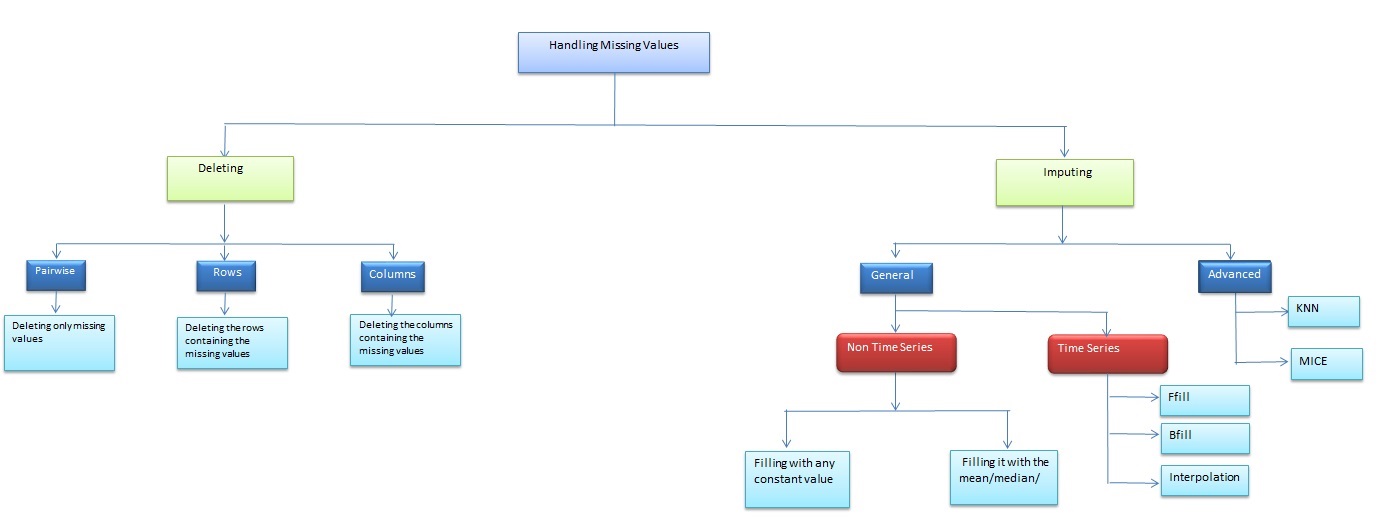 Handling Missing Values
Deleting
Imputing
Pairwise
Rows
Columns
General
Advanced
Deleting only missing
values
Deleting the rows
containing the
missing values
Deleting the columns
containing the
missing values
KNN
MICE
Non Time Series
Time Series
Ffill
Bfill
Interpolation
Filling with any
constant value
Filling it with the
mean/median/